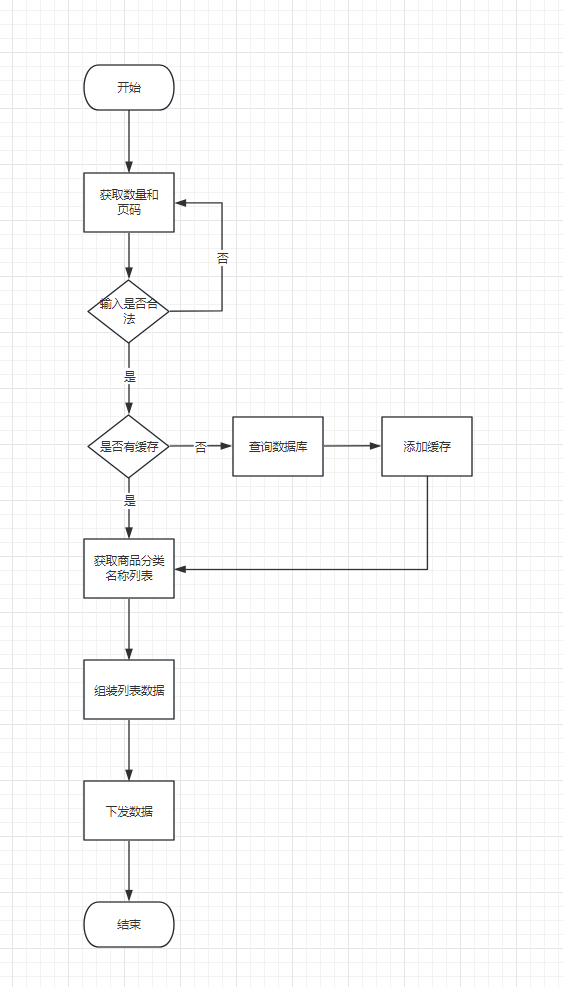 开始
获取数量和
页码
否
输入是否合
法
是
是否有缓存
否
查询数据库
添加缓存
是
获取商品分类
名称列表
组装列表数据
下发数据
结束